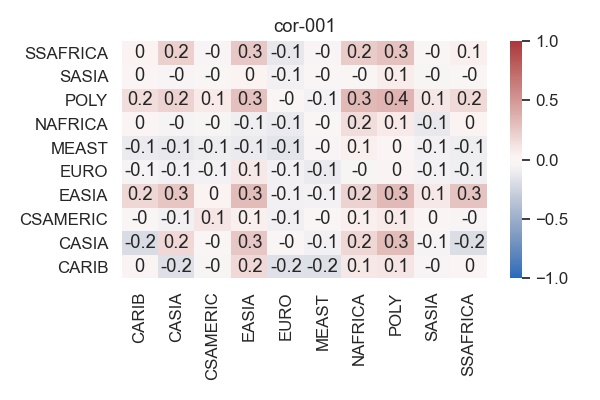 cor-001
SSAFRICA 0 0.2 -0 0.3 -0.1 -0 0.2 0.3 -0 0.1
SASIA 0 -0 -0 0 -0.1 -0 -0 0.1 -0 -0
POLY 0.2 0.2 0.1 0.3 -0 -0.1 0.3 0.4 0.1 0.2
NAFRICA 0 -0 -0 -0.1 -0.1 -0 0.2 0.1 -0.1 0
MEAST -0.1 -0.1 -0.1 -0.1 -0.1 -0 0.1 0 -0.1 -0.1
EURO -0.1 -0.1 -0.1 0.1 -0.1 -0.1 -0 0 -0.1 -0.1
EASIA 0.2 0.3 0 0.3 -0.1 -0.1 0.2 0.3 0.1 0.3
CSAMERIC -0 -0.1 0.1 0.1 -0.1 -0 0.1 0.1 0 -0
CASIA -0.2 0.2 -0 0.3 -0 -0.1 0.2 0.3 -0.1 -0.2
CARIB 0 -0.2 -0 0.2 -0.2 -0.2 0.1 0.1 -0 0
CARIB CASIA CSAMERIC EASIA EURO MEAST NAFRICA POLY SASIA SSAFRICA
1.0
0.5
0.0
−0.5
−1.0